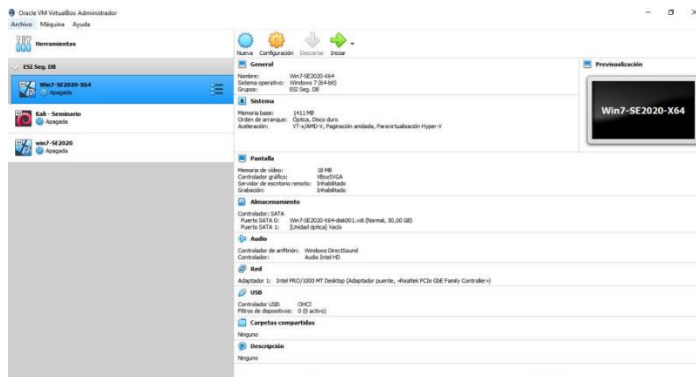 Oracle VM VirtualBox Administrador
Archivo Máquina Ayuda
Herramientas
ESI Seg. DB
Win7-SE2020-X64
Apagada
Kali - Seminario
Apagada
win7-SE2020
Apagada
Nueva Configuración Descartar Iniciar
General
Nombre: Win7-SE2020-X64
Sistema operativo: Windows 7 (64-bit)
Grupos: ESI Seg. DB
Sistema
Memoria base: 1411 MB
Orden de arranque: Óptica, Disco duro
Aceleración: VT-x/AMD-V, Paginación anidada, Paravirtualización Hyper-V
Pantalla
Memoria de vídeo: 18 MB
Controlador gráfico: VBoxSVGA
Servidor de escritorio remoto: Inhabilitado
Grabación: Inhabilitado
Almacenamiento
Controlador: SATA
Puerto SATA 0: Win7-SE2020-X64-disk001.vdi (Normal, 50,00 GB)
Puerto SATA 1: [Unidad óptica] Vacío
Audio
Controlador de anfitrión: Windows DirectSound
Controlador: Audio Intel HD
Red
Adaptador 1: Intel PRO/1000 MT Desktop (Adaptador puente, «Realtek PCIe GbE Family Controller»)
USB
Controlador USB: OHCI
Filtros de dispositivos: 0 (0 activo)
Carpetas compartidas
Ninguno
Descripción
Ninguno
Previsualización
Win7-SE2020-X64